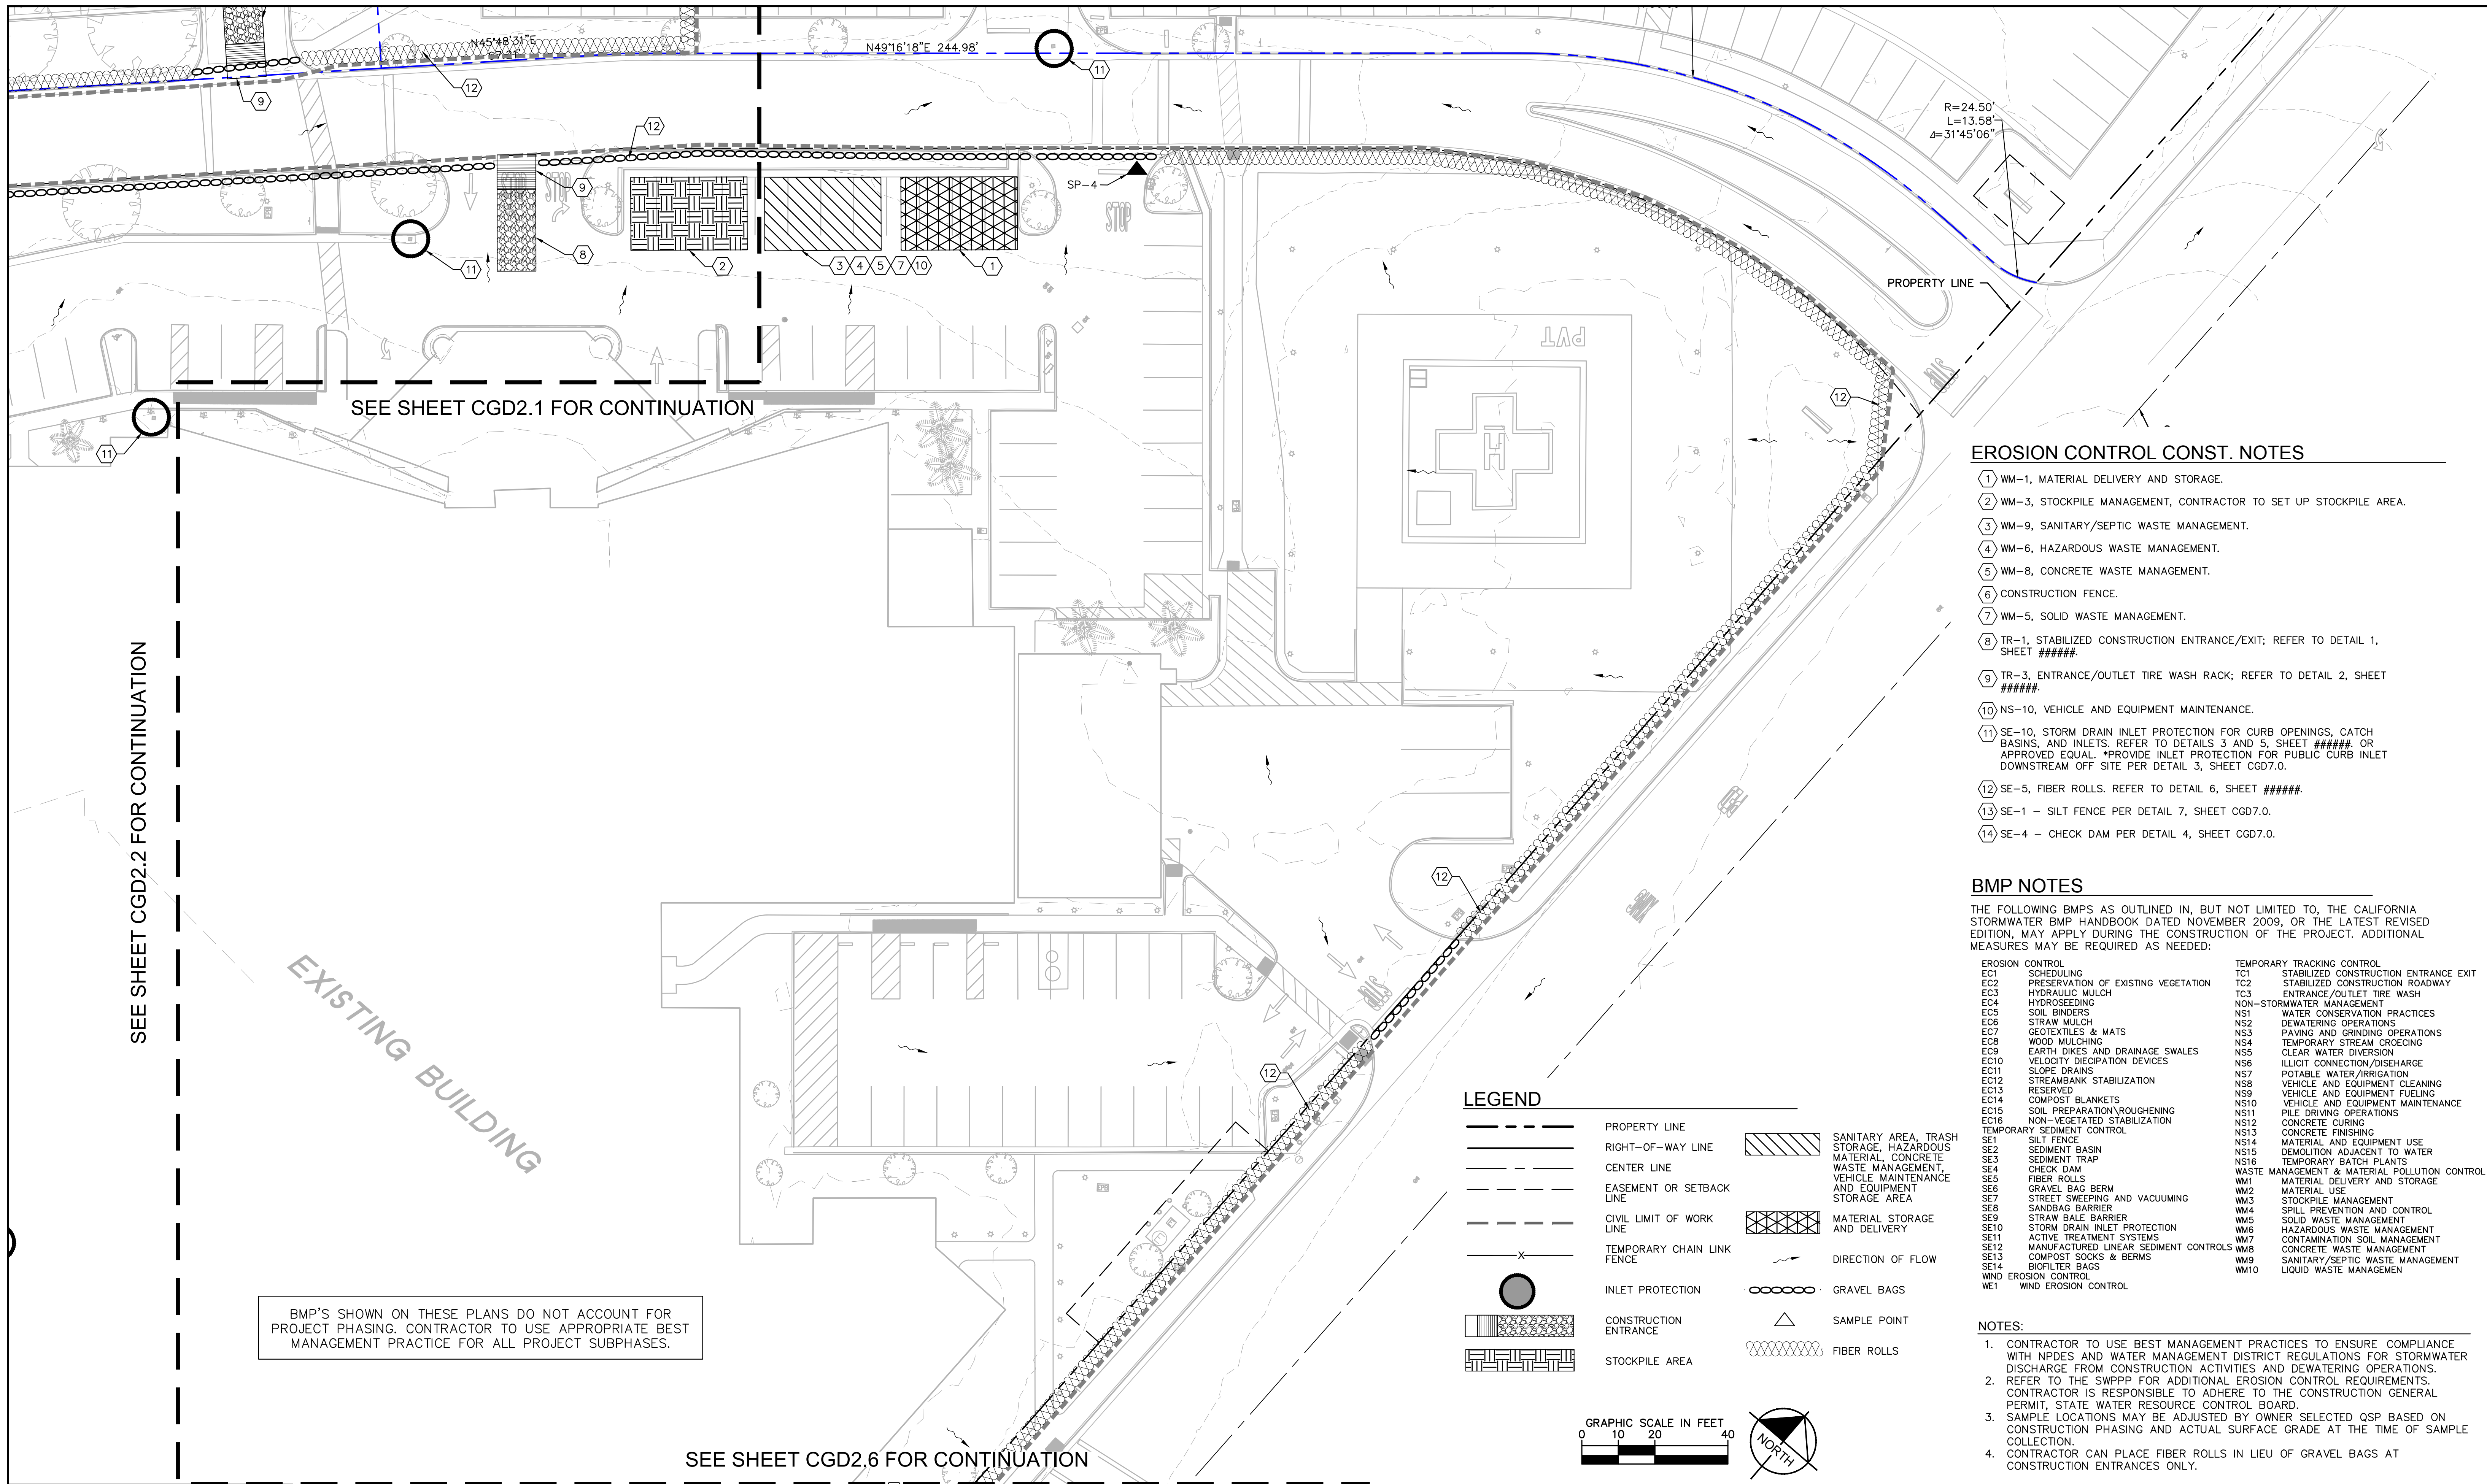 N45°48'31"E
67.21'
N49°16'18"E 244.98'
11
12
9
12
R=24.50'
L=13.58'
Δ=31°45'06"
9
SP-4
STOP
STOP
STOP
8
11
2
3 4 5 7 10
1
PROPERTY LINE
PVT
STOP
12
SEE SHEET CGD2.1 FOR CONTINUATION
11
H
SEE SHEET CGD2.2 FOR CONTINUATION
EXISTING BUILDING
12
STOP
12
BMP'S SHOWN ON THESE PLANS DO NOT ACCOUNT FOR
PROJECT PHASING. CONTRACTOR TO USE APPROPRIATE BEST
MANAGEMENT PRACTICE FOR ALL PROJECT SUBPHASES.
SEE SHEET CGD2.6 FOR CONTINUATION
EROSION CONTROL CONST. NOTES
1 WM-1, MATERIAL DELIVERY AND STORAGE.
2 WM-3, STOCKPILE MANAGEMENT, CONTRACTOR TO SET UP STOCKPILE AREA.
3 WM-9, SANITARY/SEPTIC WASTE MANAGEMENT.
4 WM-6, HAZARDOUS WASTE MANAGEMENT.
5 WM-8, CONCRETE WASTE MANAGEMENT.
6 CONSTRUCTION FENCE.
7 WM-5, SOLID WASTE MANAGEMENT.
8 TR-1, STABILIZED CONSTRUCTION ENTRANCE/EXIT; REFER TO DETAIL 1,
SHEET ######.
9 TR-3, ENTRANCE/OUTLET TIRE WASH RACK; REFER TO DETAIL 2, SHEET
######.
10 NS-10, VEHICLE AND EQUIPMENT MAINTENANCE.
11 SE-10, STORM DRAIN INLET PROTECTION FOR CURB OPENINGS, CATCH
BASINS, AND INLETS. REFER TO DETAILS 3 AND 5, SHEET ######. OR
APPROVED EQUAL. *PROVIDE INLET PROTECTION FOR PUBLIC CURB INLET
DOWNSTREAM OFF SITE PER DETAIL 3, SHEET CGD7.0.
12 SE-5, FIBER ROLLS. REFER TO DETAIL 6, SHEET ######.
13 SE-1 - SILT FENCE PER DETAIL 7, SHEET CGD7.0.
14 SE-4 - CHECK DAM PER DETAIL 4, SHEET CGD7.0.
BMP NOTES
THE FOLLOWING BMPS AS OUTLINED IN, BUT NOT LIMITED TO, THE CALIFORNIA
STORMWATER BMP HANDBOOK DATED NOVEMBER 2009, OR THE LATEST REVISED
EDITION, MAY APPLY DURING THE CONSTRUCTION OF THE PROJECT. ADDITIONAL
MEASURES MAY BE REQUIRED AS NEEDED:
EROSION CONTROL
EC1 SCHEDULING
EC2 PRESERVATION OF EXISTING VEGETATION
EC3 HYDRAULIC MULCH
EC4 HYDROSEEDING
EC5 SOIL BINDERS
EC6 STRAW MULCH
EC7 GEOTEXTILES & MATS
EC8 WOOD MULCHING
EC9 EARTH DIKES AND DRAINAGE SWALES
EC10 VELOCITY DIECIPATION DEVICES
EC11 SLOPE DRAINS
EC12 STREAMBANK STABILIZATION
EC13 RESERVED
EC14 COMPOST BLANKETS
EC15 SOIL PREPARATION\ROUGHENING
EC16 NON-VEGETATED STABILIZATION
TEMPORARY SEDIMENT CONTROL
SE1 SILT FENCE
SE2 SEDIMENT BASIN
SE3 SEDIMENT TRAP
SE4 CHECK DAM
SE5 FIBER ROLLS
SE6 GRAVEL BAG BERM
SE7 STREET SWEEPING AND VACUUMING
SE8 SANDBAG BARRIER
SE9 STRAW BALE BARRIER
SE10 STORM DRAIN INLET PROTECTION
SE11 ACTIVE TREATMENT SYSTEMS
SE12 MANUFACTURED LINEAR SEDIMENT CONTROLS
SE13 COMPOST SOCKS & BERMS
SE14 BIOFILTER BAGS
WIND EROSION CONTROL
WE1 WIND EROSION CONTROL
TEMPORARY TRACKING CONTROL
TC1 STABILIZED CONSTRUCTION ENTRANCE EXIT
TC2 STABILIZED CONSTRUCTION ROADWAY
TC3 ENTRANCE/OUTLET TIRE WASH
NON-STORMWATER MANAGEMENT
NS1 WATER CONSERVATION PRACTICES
NS2 DEWATERING OPERATIONS
NS3 PAVING AND GRINDING OPERATIONS
NS4 TEMPORARY STREAM CROECING
NS5 CLEAR WATER DIVERSION
NS6 ILLICIT CONNECTION/DISEHARGE
NS7 POTABLE WATER/IRRIGATION
NS8 VEHICLE AND EQUIPMENT CLEANING
NS9 VEHICLE AND EQUIPMENT FUELING
NS10 VEHICLE AND EQUIPMENT MAINTENANCE
NS11 PILE DRIVING OPERATIONS
NS12 CONCRETE CURING
NS13 CONCRETE FINISHING
NS14 MATERIAL AND EQUIPMENT USE
NS15 DEMOLITION ADJACENT TO WATER
NS16 TEMPORARY BATCH PLANTS
WASTE MANAGEMENT & MATERIAL POLLUTION CONTROL
WM1 MATERIAL DELIVERY AND STORAGE
WM2 MATERIAL USE
WM3 STOCKPILE MANAGEMENT
WM4 SPILL PREVENTION AND CONTROL
WM5 SOLID WASTE MANAGEMENT
WM6 HAZARDOUS WASTE MANAGEMENT
WM7 CONTAMINATION SOIL MANAGEMENT
WM8 CONCRETE WASTE MANAGEMENT
WM9 SANITARY/SEPTIC WASTE MANAGEMENT
WM10 LIQUID WASTE MANAGEMEN
LEGEND
PROPERTY LINE
RIGHT-OF-WAY LINE
CENTER LINE
EASEMENT OR SETBACK
LINE
CIVIL LIMIT OF WORK
LINE
X
TEMPORARY CHAIN LINK
FENCE
INLET PROTECTION
CONSTRUCTION
ENTRANCE
STOCKPILE AREA
SANITARY AREA, TRASH
STORAGE, HAZARDOUS
MATERIAL, CONCRETE
WASTE MANAGEMENT,
VEHICLE MAINTENANCE
AND EQUIPMENT
STORAGE AREA
MATERIAL STORAGE
AND DELIVERY
DIRECTION OF FLOW
GRAVEL BAGS
SAMPLE POINT
FIBER ROLLS
GRAPHIC SCALE IN FEET
0 10 20 40
NORTH
NOTES:
1. CONTRACTOR TO USE BEST MANAGEMENT PRACTICES TO ENSURE COMPLIANCE
WITH NPDES AND WATER MANAGEMENT DISTRICT REGULATIONS FOR STORMWATER
DISCHARGE FROM CONSTRUCTION ACTIVITIES AND DEWATERING OPERATIONS.
2. REFER TO THE SWPPP FOR ADDITIONAL EROSION CONTROL REQUIREMENTS.
CONTRACTOR IS RESPONSIBLE TO ADHERE TO THE CONSTRUCTION GENERAL
PERMIT, STATE WATER RESOURCE CONTROL BOARD.
3. SAMPLE LOCATIONS MAY BE ADJUSTED BY OWNER SELECTED QSP BASED ON
CONSTRUCTION PHASING AND ACTUAL SURFACE GRADE AT THE TIME OF SAMPLE
COLLECTION.
4. CONTRACTOR CAN PLACE FIBER ROLLS IN LIEU OF GRAVEL BAGS AT
CONSTRUCTION ENTRANCES ONLY.